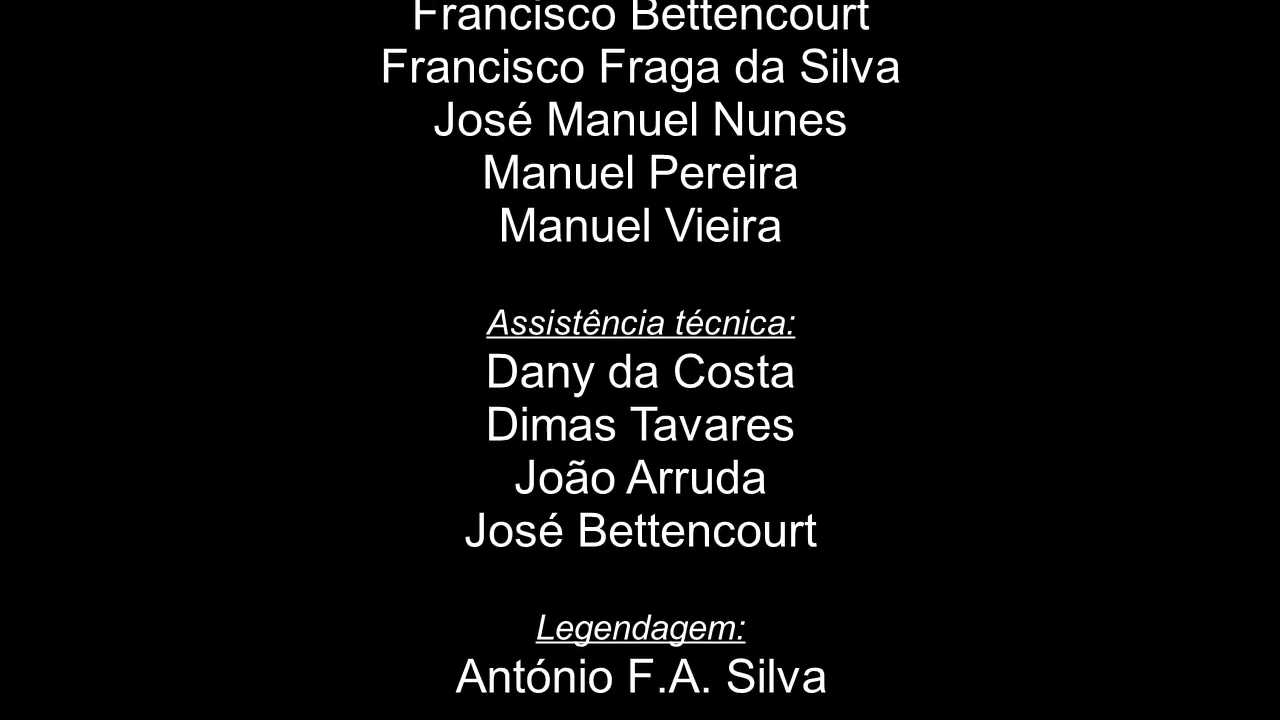 Francisco Bettencourt
Francisco Fraga da Silva
José Manuel Nunes
Manuel Pereira
Manuel Vieira
Assistência técnica:
Dany da Costa
Dimas Tavares
João Arruda
José Bettencourt
Legendagem:
António F.A. Silva